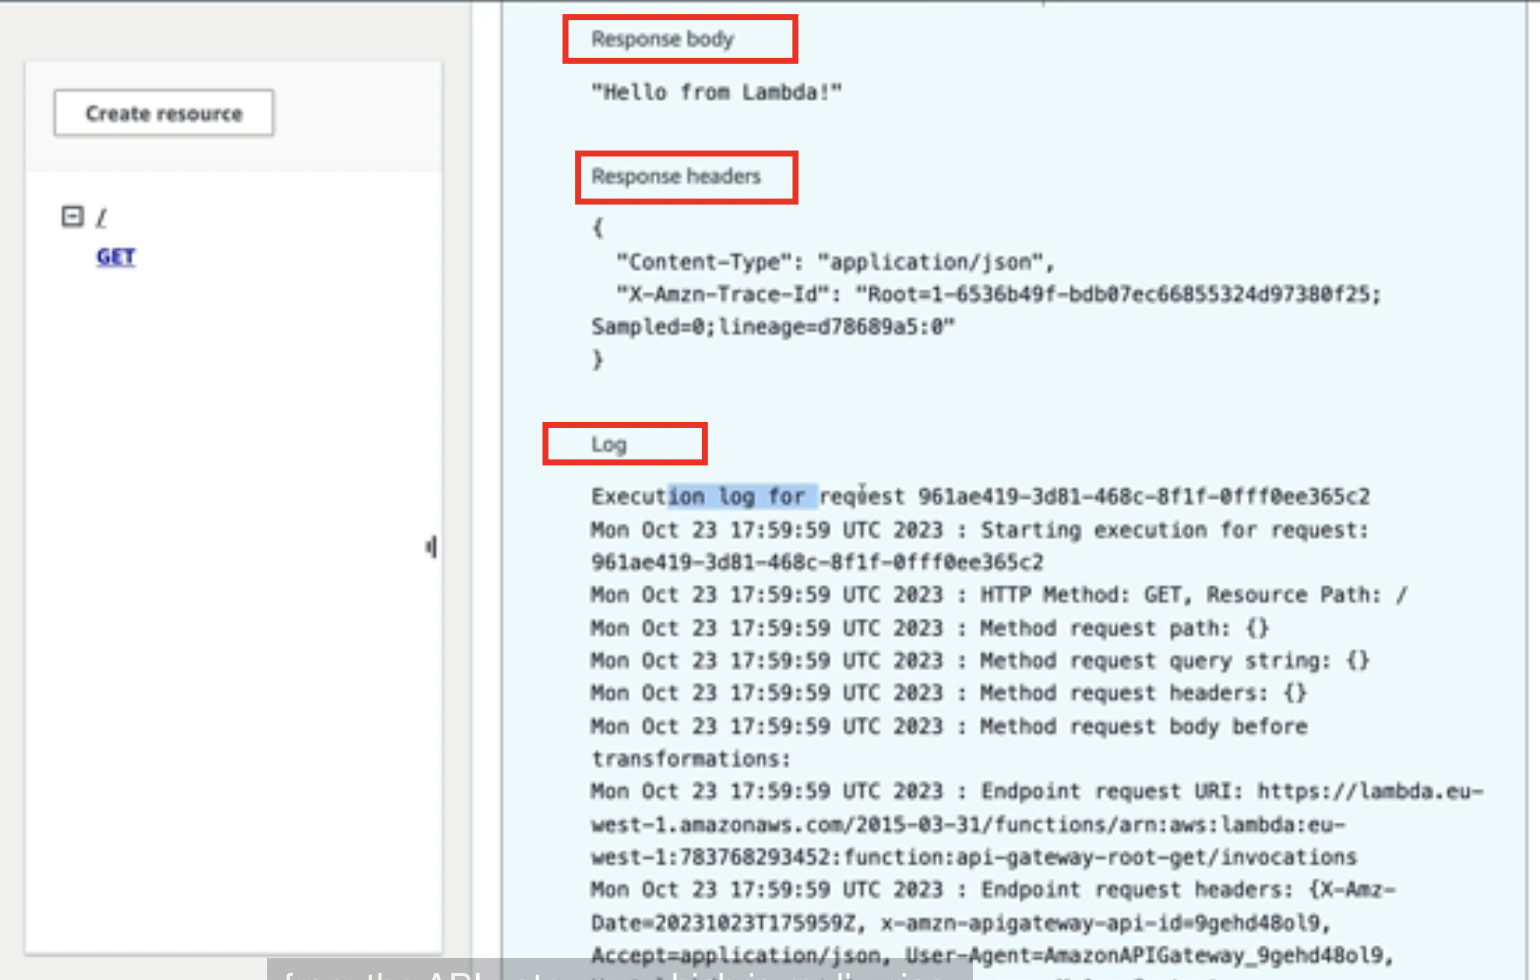 Create resource
/
GET
Response body
"Hello from Lambda!"
Response headers
{
"Content-Type": "application/json",
"X-Amzn-Trace-Id": "Root=1-6536b49f-bdb07ec66855324d97380f25;
Sampled=0;lineage=d78689a5:0"
}
Log
Execution log for request 961ae419-3d81-468c-8f1f-0fff0ee365c2
Mon Oct 23 17:59:59 UTC 2023 : Starting execution for request:
961ae419-3d81-468c-8f1f-0fff0ee365c2
Mon Oct 23 17:59:59 UTC 2023 : HTTP Method: GET, Resource Path: /
Mon Oct 23 17:59:59 UTC 2023 : Method request path: {}
Mon Oct 23 17:59:59 UTC 2023 : Method request query string: {}
Mon Oct 23 17:59:59 UTC 2023 : Method request headers: {}
Mon Oct 23 17:59:59 UTC 2023 : Method request body before
transformations:
Mon Oct 23 17:59:59 UTC 2023 : Endpoint request URI: https://lambda.eu-
west-1.amazonaws.com/2015-03-31/functions/arn:aws:lambda:eu-
west-1:783768293452:function:api-gateway-root-get/invocations
Mon Oct 23 17:59:59 UTC 2023 : Endpoint request headers: {X-Amz-
Date=20231023T175959Z, x-amzn-apigateway-api-id=9gehd48ol9,
Accept=application/json, User-Agent=AmazonAPIGateway_9gehd48ol9,
from the API